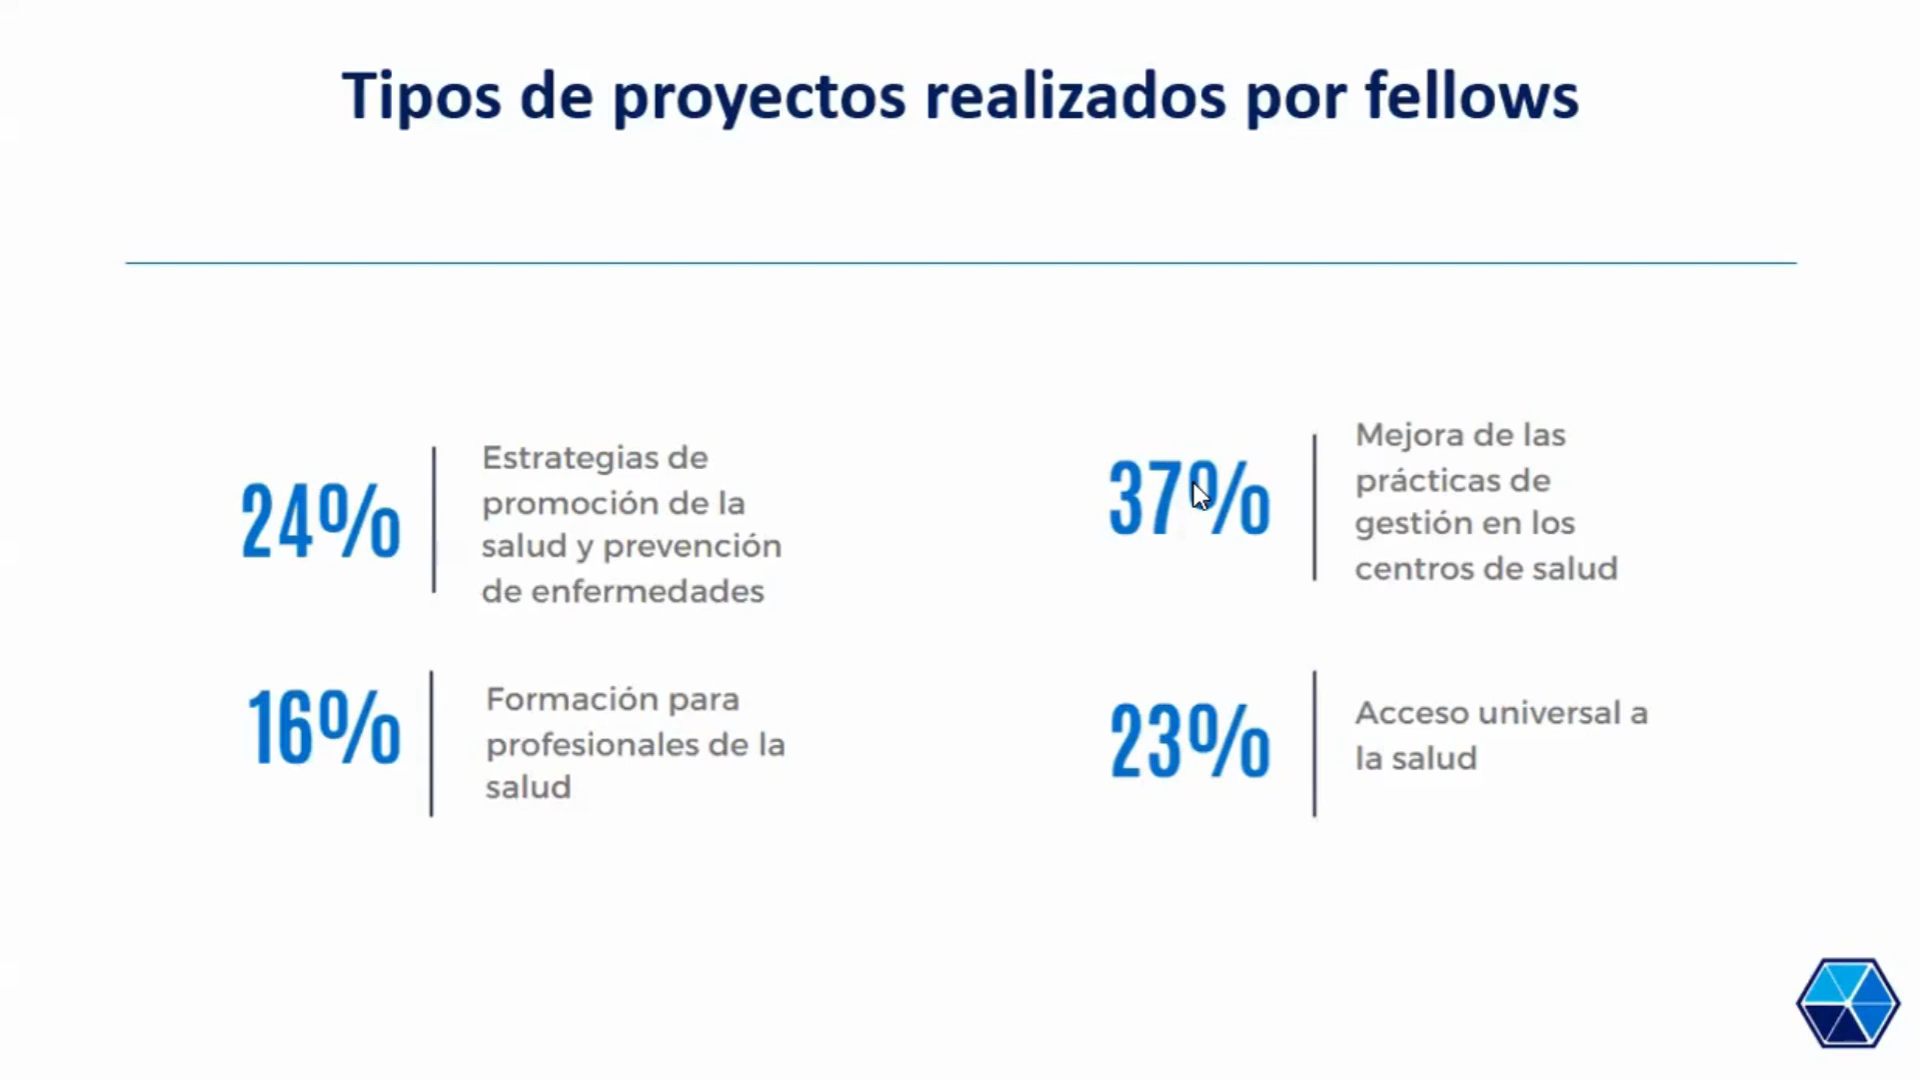 Tipos de proyectos realizados por fellows
24%
Estrategias de
promoción de la
salud y prevención
de enfermedades
37%
Mejora de las
prácticas de
gestión en los
centros de salud
16%
Formación para
profesionales de la
salud
23%
Acceso universal a
la salud